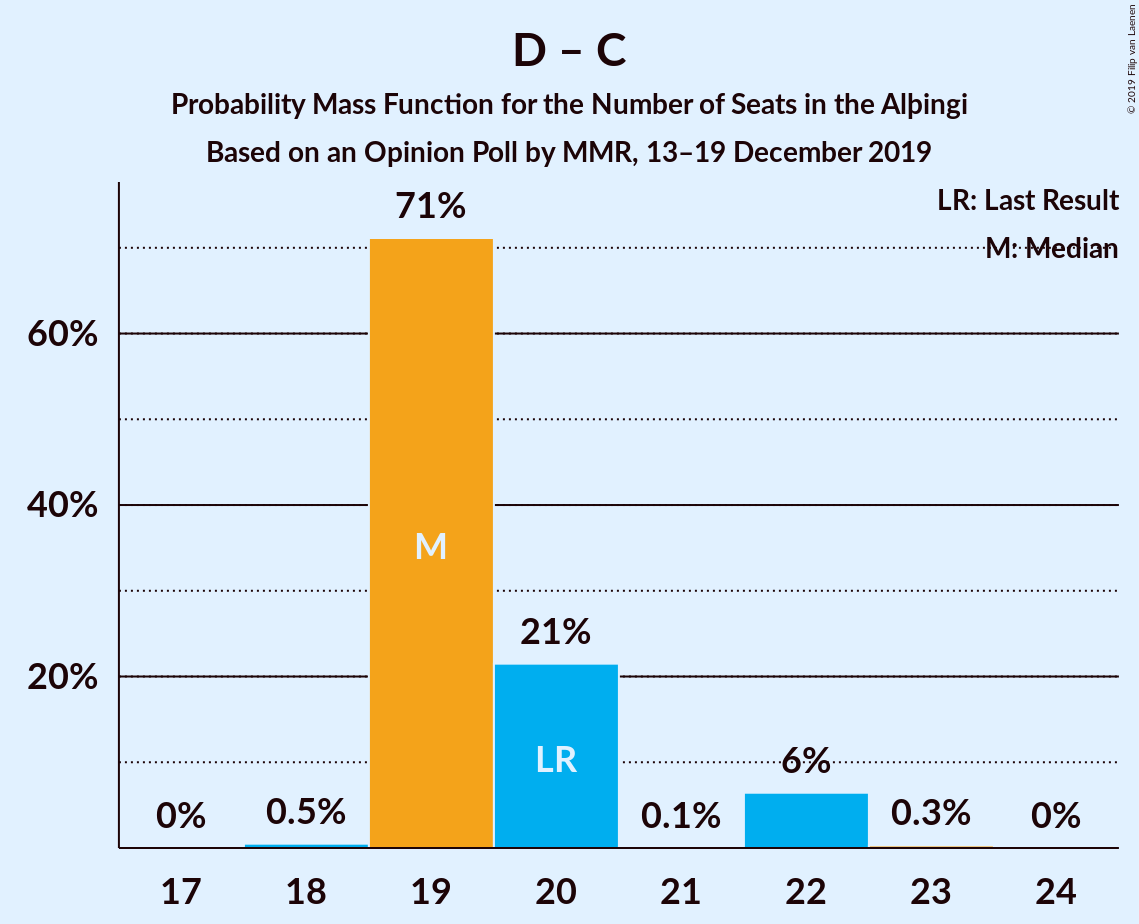 D – C
Probability Mass Function for the Number of Seats in the Alþingi
Based on an Opinion Poll by MMR, 13–19 December 2019
© 2019 Filip van Laenen
LR: Last Result
M: Median
71%
60%
40%
M
21%
20%
LR
6%
0%
0.5%
0.1%
0.3%
0%
17 18 19 20 21 22 23 24